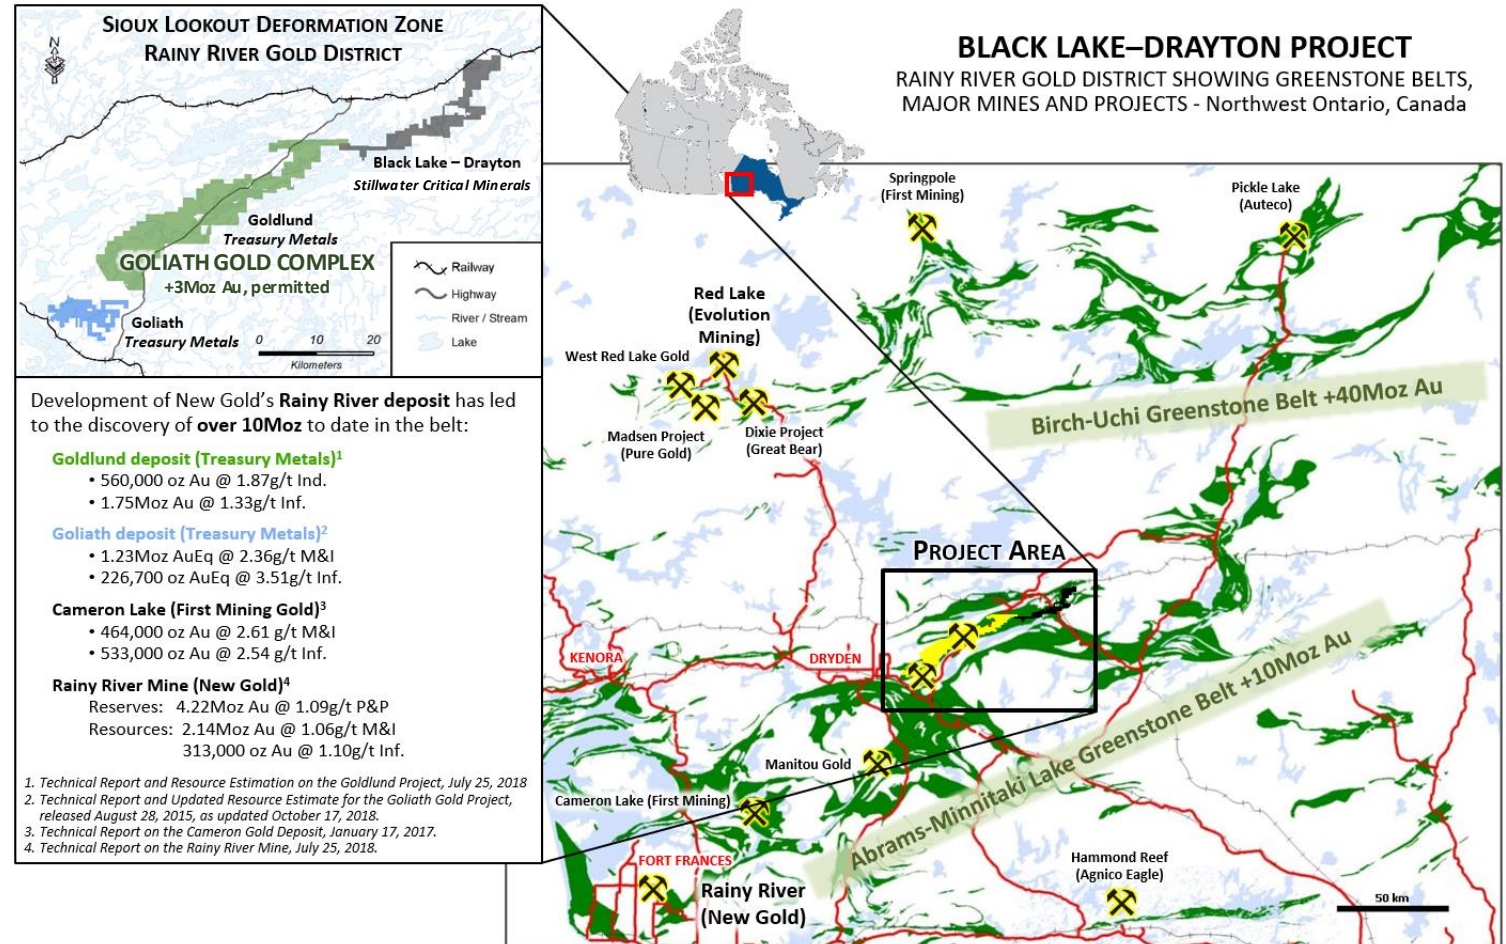 SIOUX LOOKOUT DEFORMATION ZONE
RAINY RIVER GOLD DISTRICT
N
Black Lake – Drayton
Stillwater Critical Minerals
Goldlund
Treasury Metals
GOLIATH GOLD COMPLEX
+3Moz Au, permitted
Goliath
Treasury Metals
0 10 20
Kilometers
Railway
Highway
River / Stream
Lake
Development of New Gold's Rainy River deposit has led
to the discovery of over 10Moz to date in the belt:
Goldlund deposit (Treasury Metals)1
• 560,000 oz Au @ 1.87g/t Ind.
• 1.75Moz Au @ 1.33g/t Inf.
Goliath deposit (Treasury Metals)2
• 1.23Moz AuEq @ 2.36g/t M&I
• 226,700 oz AuEq @ 3.51g/t Inf.
Cameron Lake (First Mining Gold)3
• 464,000 oz Au @ 2.61 g/t M&I
• 533,000 oz Au @ 2.54 g/t Inf.
Rainy River Mine (New Gold)4
Reserves: 4.22Moz Au @ 1.09g/t P&P
Resources: 2.14Moz Au @ 1.06g/t M&I
313,000 oz Au @ 1.10g/t Inf.
1. Technical Report and Resource Estimation on the Goldlund Project, July 25, 2018
2. Technical Report and Updated Resource Estimate for the Goliath Gold Project,
released August 28, 2015, as updated October 17, 2018.
3. Technical Report on the Cameron Gold Deposit, January 17, 2017.
4. Technical Report on the Rainy River Mine, July 25, 2018.
BLACK LAKE–DRAYTON PROJECT
RAINY RIVER GOLD DISTRICT SHOWING GREENSTONE BELTS,
MAJOR MINES AND PROJECTS - Northwest Ontario, Canada
Springpole
(First Mining)
Pickle Lake
(Auteco)
Red Lake
(Evolution
Mining)
West Red Lake Gold
Madsen Project
(Pure Gold)
Dixie Project
(Great Bear)
Birch-Uchi Greenstone Belt +40Moz Au
PROJECT AREA
KENORA
DRYDEN
Abrams-Minnitaki Lake Greenstone Belt +10Moz Au
Manitou Gold
Cameron Lake (First Mining)
FORT FRANCES
Rainy River
(New Gold)
Hammond Reef
(Agnico Eagle)
50 km